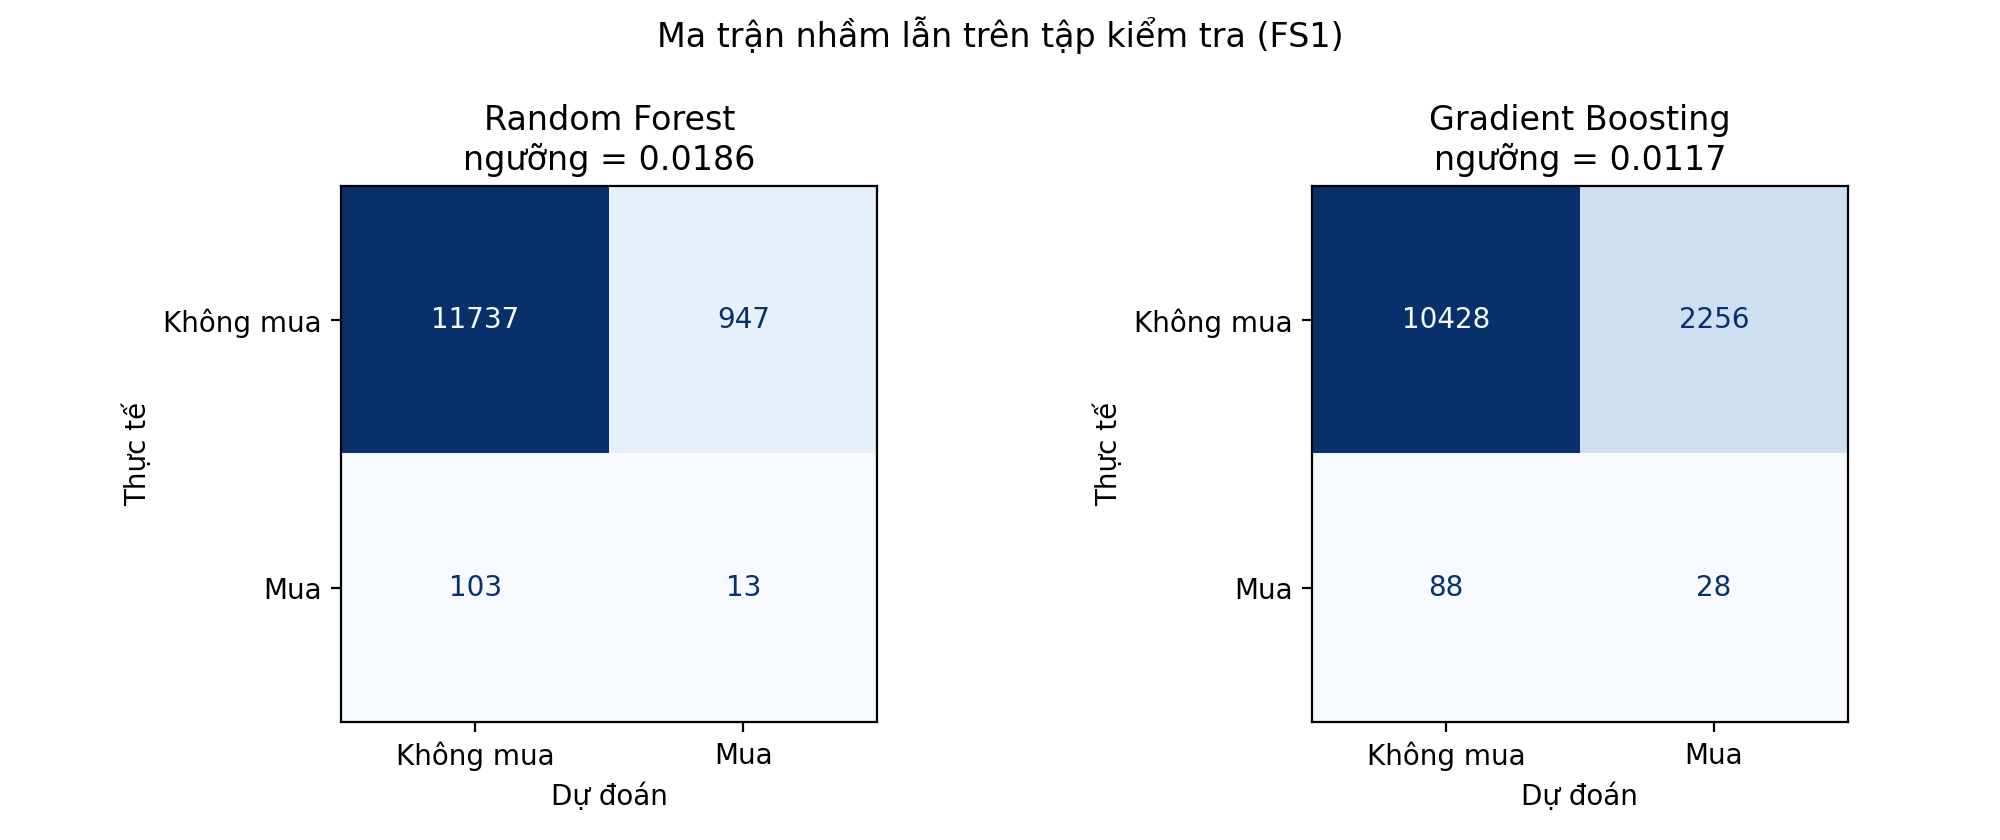 Ma trận nhầm lẫn trên tập kiểm tra (FS1)
Random Forest
ngưỡng = 0.0186
Không mua
11737
947
Thực tế
Mua
103
13
Không mua
Mua
Dự đoán
Gradient Boosting
ngưỡng = 0.0117
Không mua
10428
2256
Thực tế
Mua
88
28
Không mua
Mua
Dự đoán